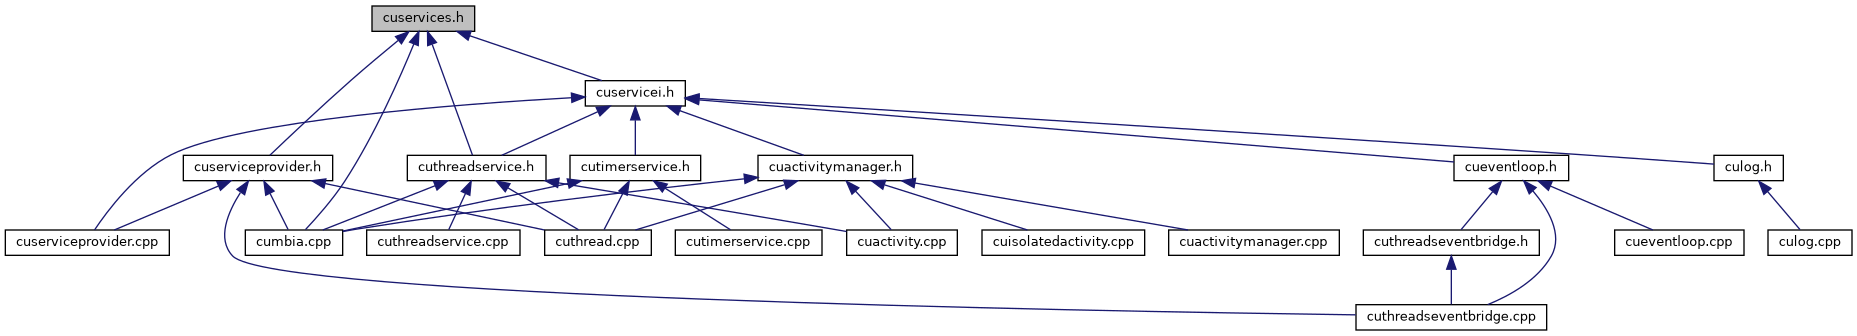 cuservices.h
cuservicei.h
cuserviceprovider.h
cuthreadservice.h
cutimerservice.h
cuactivitymanager.h
cueventloop.h
culog.h
cuserviceprovider.cpp
cumbia.cpp
cuthreadservice.cpp
cuthread.cpp
cutimerservice.cpp
cuactivity.cpp
cuisolatedactivity.cpp
cuactivitymanager.cpp
cuthreadseventbridge.h
cueventloop.cpp
culog.cpp
cuthreadseventbridge.cpp